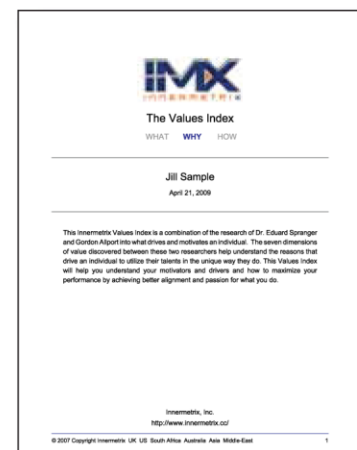 IMX
INNERMETRIX
The Values Index
WHAT WHY HOW
Jill Sample
April 21, 2009
This Innermetrix Values Index is a combination of the research of Dr. Eduard Spranger
and Gordon Allport into what drives and motivates an individual. The seven dimensions
of value discovered between these two researchers help understand the reasons that
drive an individual to utilize their talents in the unique way they do. This Values Index
will help you understand your motivators and drivers and how to maximize your
performance by achieving better alignment and passion for what you do.
Innermetrix, Inc.
http://www.innermetrix.cc/
© 2007 Copyright Innermetrix UK US South Africa Australia Asia Middle-East 1